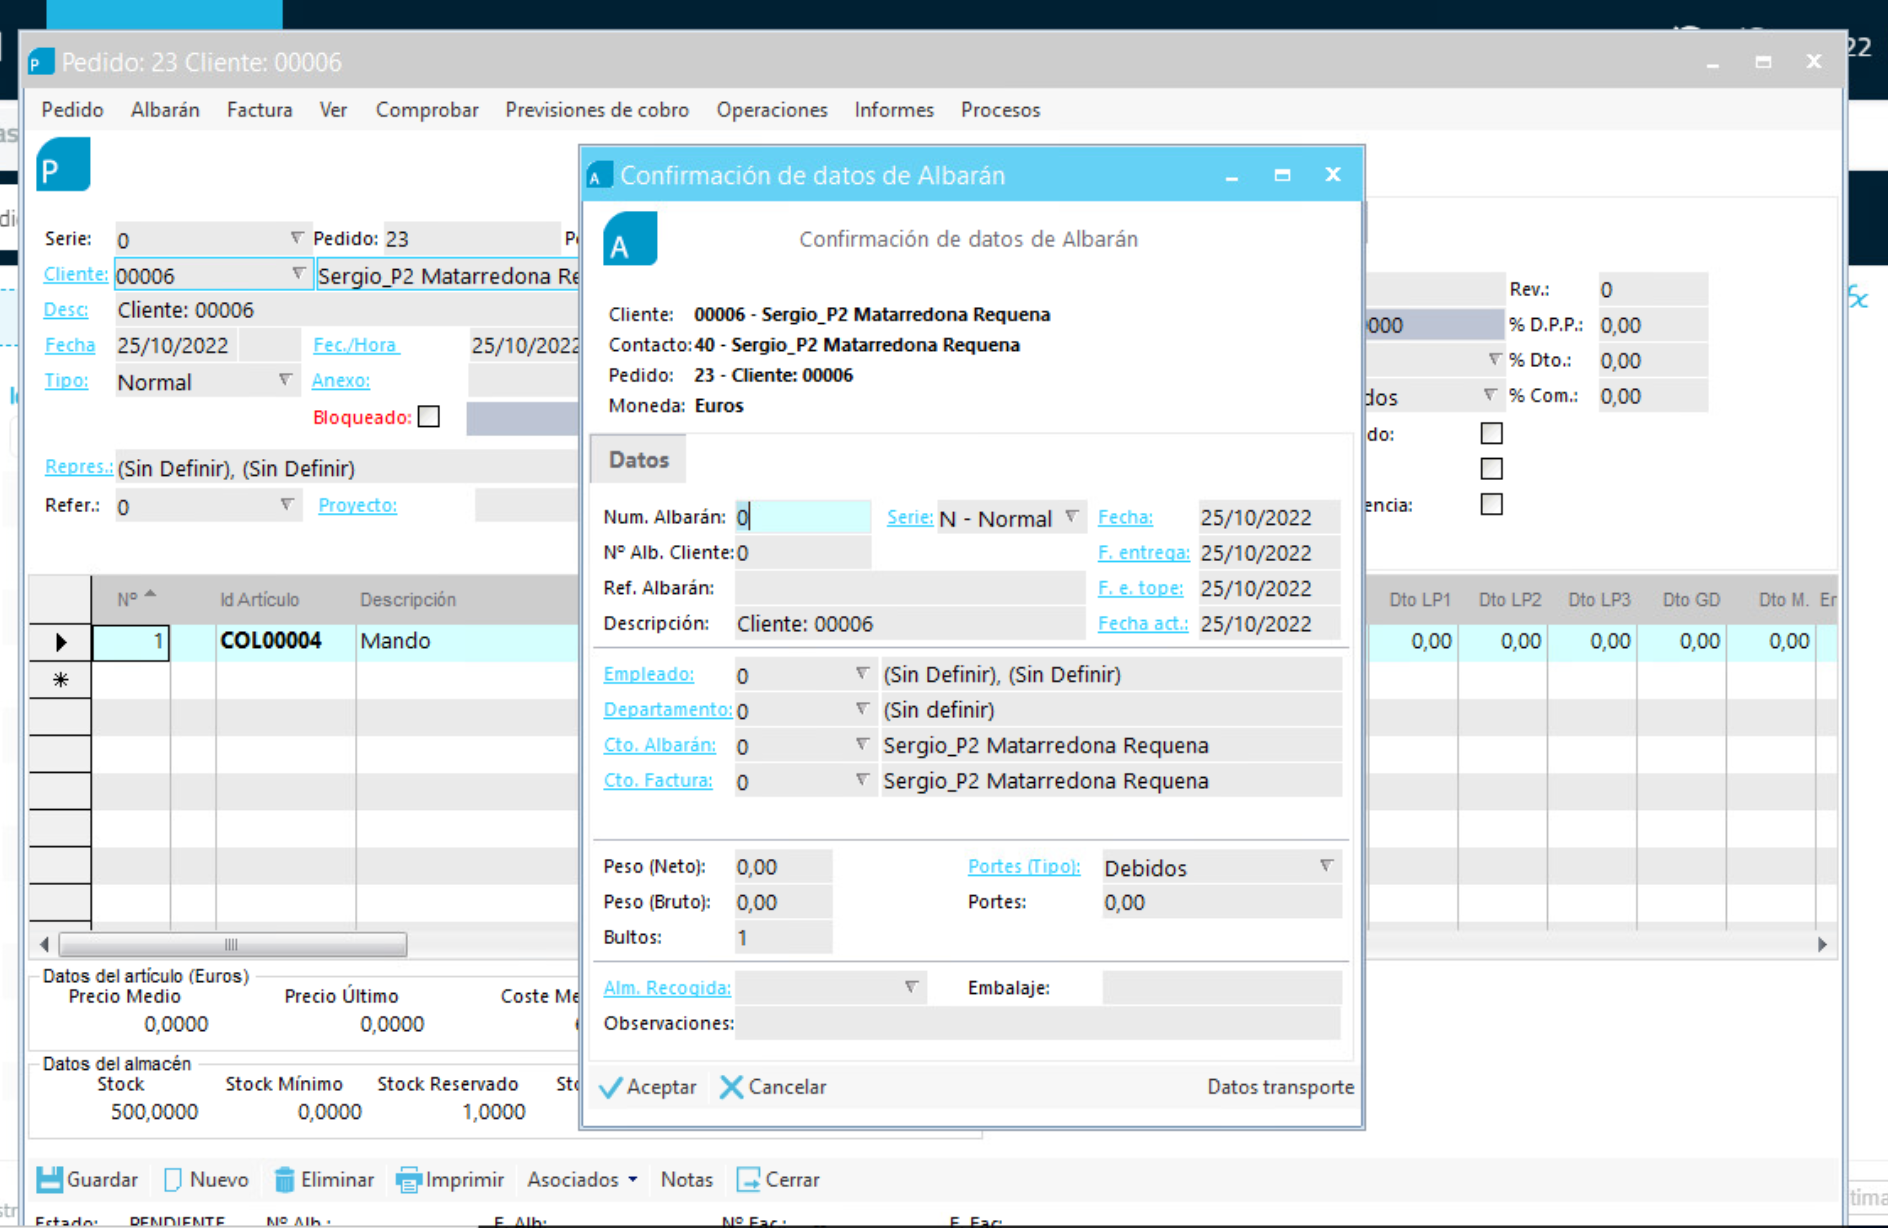 22
P Pedido: 23 Cliente: 00006
Pedido Albarán Factura Ver Comprobar Previsiones de cobro Operaciones Informes Procesos
P
Serie: 0 Pedido: 23
Cliente: 00006 Sergio_P2 Matarredona Re
Desc: Cliente: 00006
Fecha 25/10/2022 Fec./Hora 25/10/2022
Tipo: Normal Anexo:
Bloqueado:
Repres.: (Sin Definir), (Sin Definir)
Refer.: 0 Proyecto:
Rev.: 0
000 % D.P.P.: 0,00
% Dto.: 0,00
dos % Com.: 0,00
do:
encia:
Nº Id Artículo Descripción Dto LP1 Dto LP2 Dto LP3 Dto GD Dto M. Er
1 COL00004 Mando 0,00 0,00 0,00 0,00 0,00
Datos del artículo (Euros)
Precio Medio Precio Último Coste Me
0,0000 0,0000
Datos del almacén
Stock Stock Mínimo Stock Reservado Sto
500,0000 0,0000 1,0000
Guardar Nuevo Eliminar Imprimir Asociados Notas Cerrar
Estado: PENDIENTE Nº Alb.: F. Alb: Nº Fac.: F. Fac:
A Confirmación de datos de Albarán
A Confirmación de datos de Albarán
Cliente: 00006 - Sergio_P2 Matarredona Requena
Contacto: 40 - Sergio_P2 Matarredona Requena
Pedido: 23 - Cliente: 00006
Moneda: Euros
Datos
Num. Albarán: 0 Serie: N - Normal Fecha: 25/10/2022
Nº Alb. Cliente: 0 F. entrega: 25/10/2022
Ref. Albarán: F. e. tope: 25/10/2022
Descripción: Cliente: 00006 Fecha act.: 25/10/2022
Empleado: 0 (Sin Definir), (Sin Definir)
Departamento: 0 (Sin definir)
Cto. Albarán: 0 Sergio_P2 Matarredona Requena
Cto. Factura: 0 Sergio_P2 Matarredona Requena
Peso (Neto): 0,00 Portes (Tipo): Debidos
Peso (Bruto): 0,00 Portes: 0,00
Bultos: 1
Alm. Recogida: Embalaje:
Observaciones:
Aceptar Cancelar Datos transporte